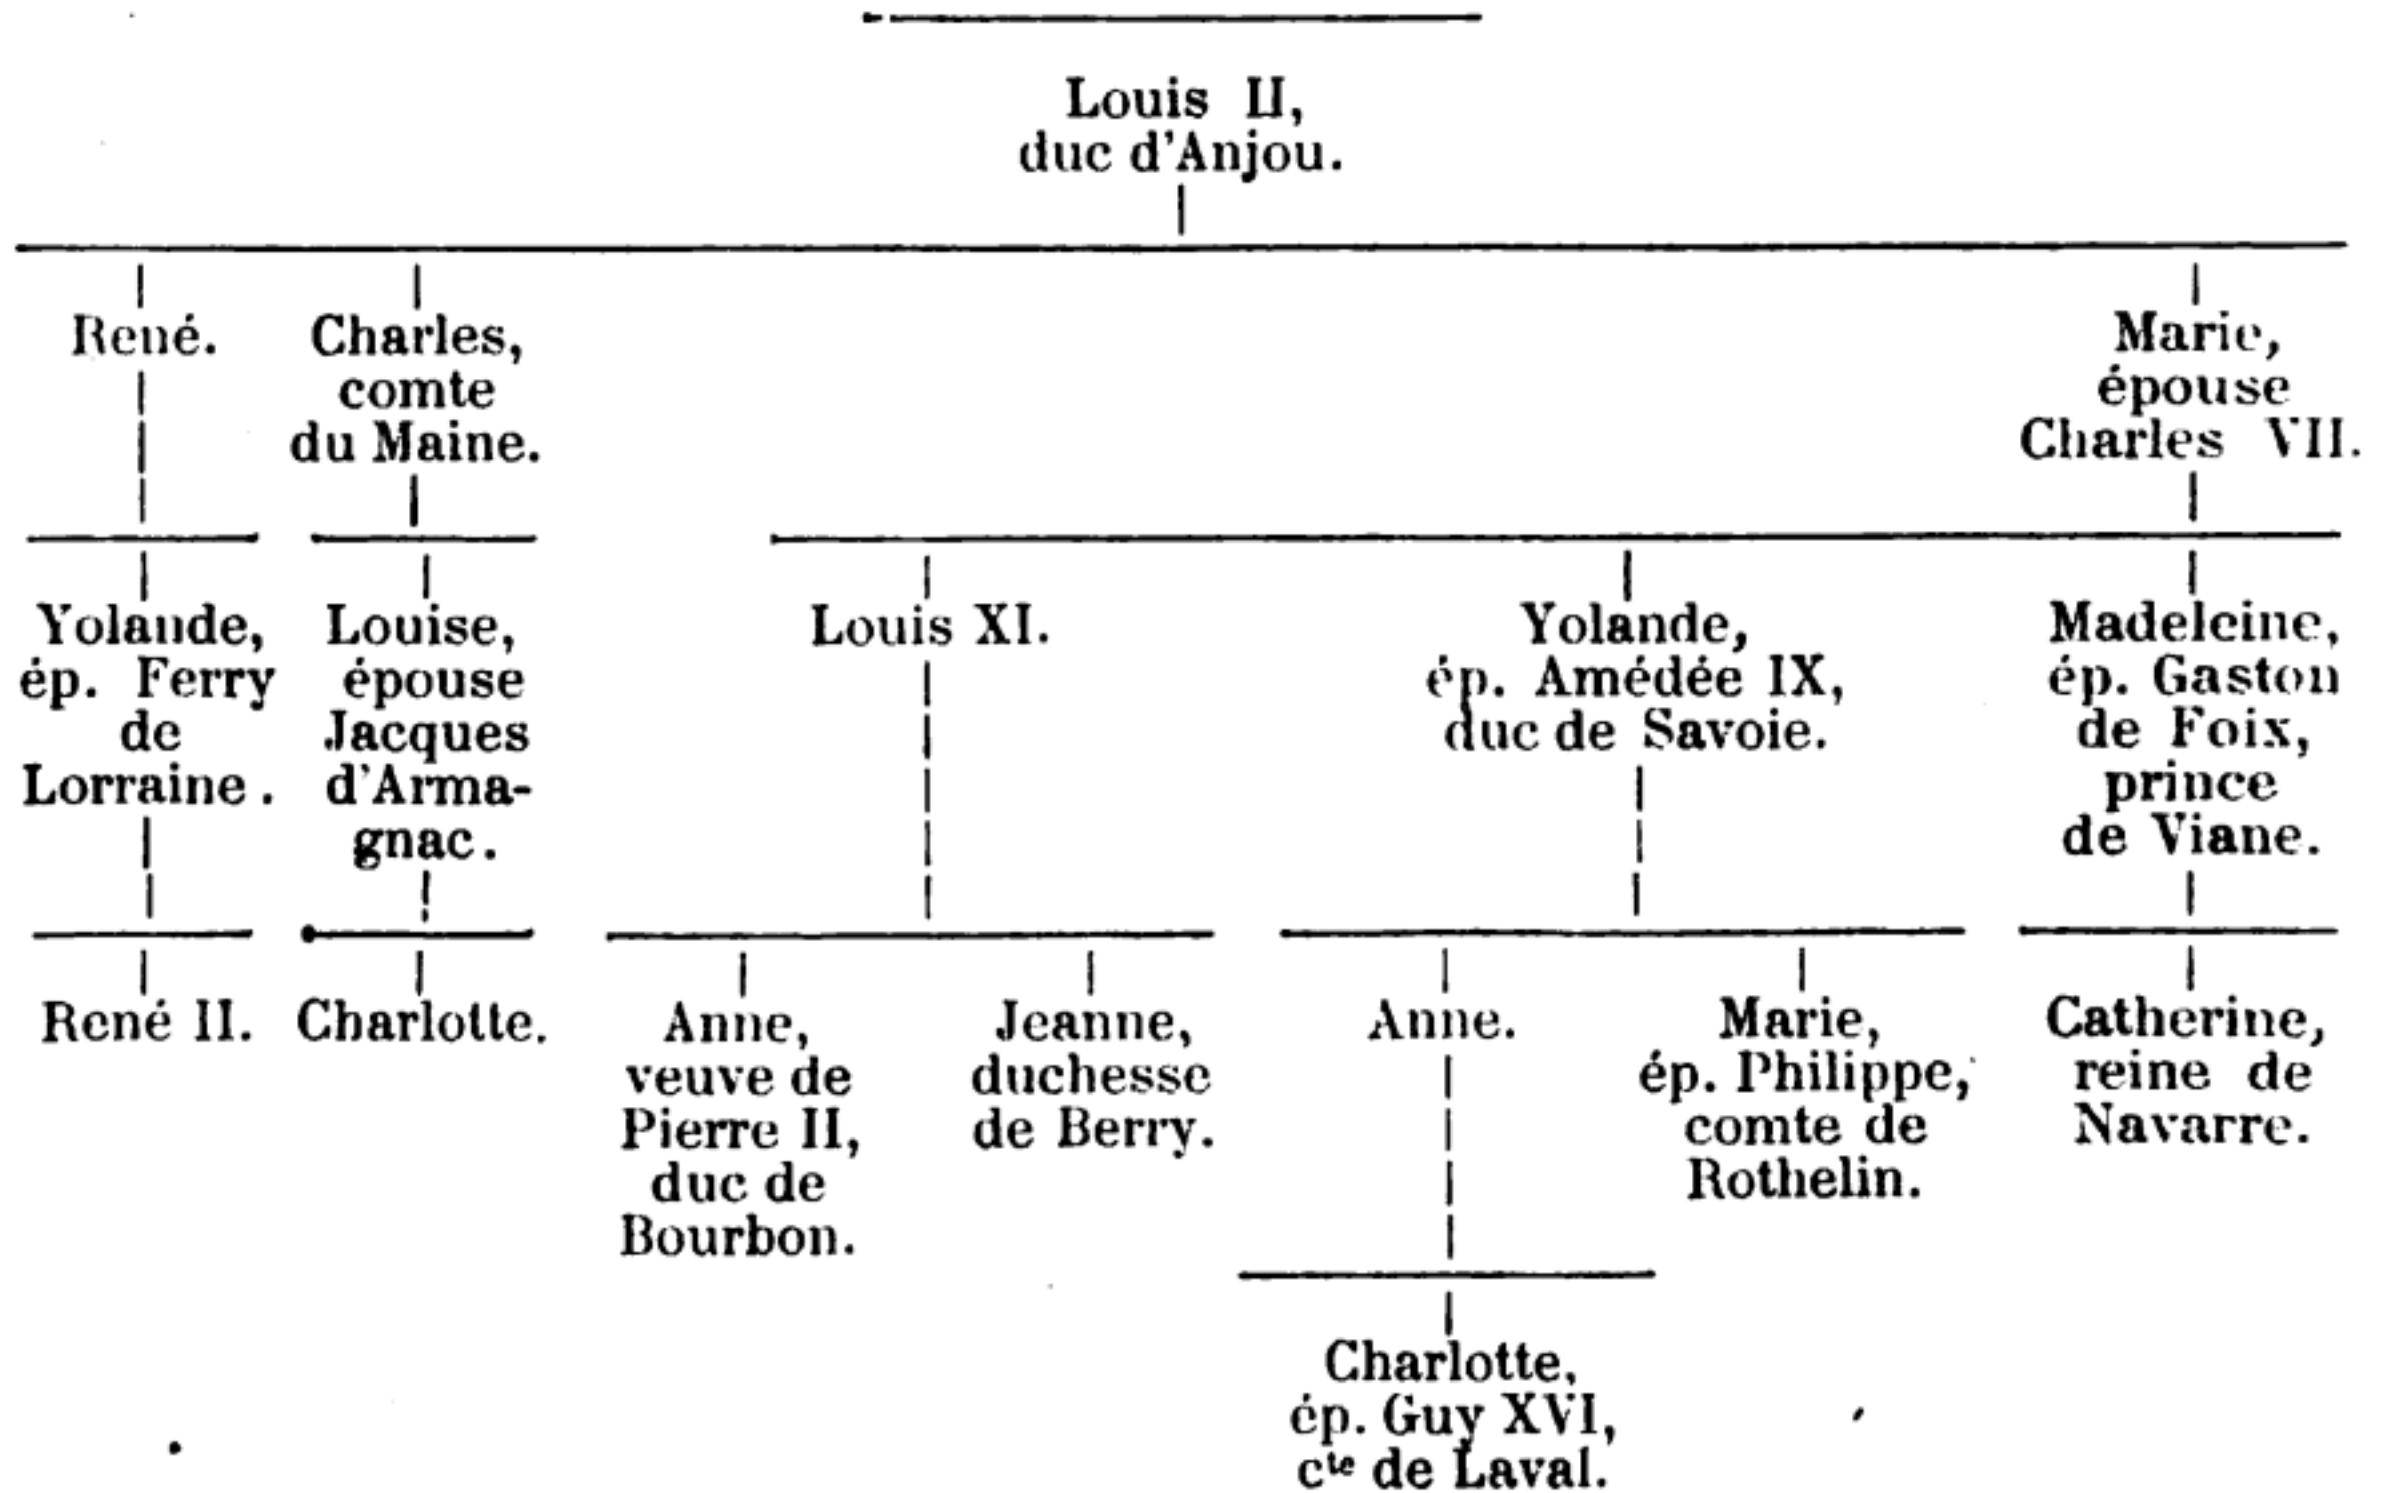 Louis II,
duc d'Anjou.
René.
Charles,
comte
du Maine.
Marie,
épouse
Charles VII.
Yolande,
ép. Ferry
de
Lorraine.
Louise,
épouse
Jacques
d'Arma-
gnac.
Louis XI.
Yolande,
ép. Amédée IX,
duc de Savoie.
Madeleine,
ép. Gaston
de Foix,
prince
de Viane.
René II.
Charlotte.
Anne,
veuve de
Pierre II,
duc de
Bourbon.
Jeanne,
duchesse
de Berry.
Anne.
Marie,
ép. Philippe,
comte de
Rothelin.
Catherine,
reine de
Navarre.
Charlotte,
ép. Guy XVI,
cte de Laval.